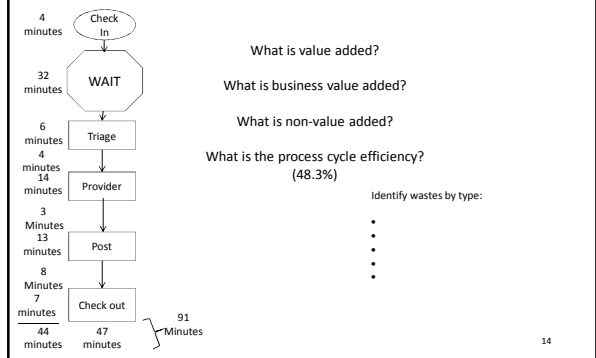 4
minutes
Check
In
32
minutes
WAIT
6
minutes
Triage
4
minutes
14
minutes
Provider
3
Minutes
13
minutes
Post
8
Minutes
7
minutes
Check out
44
minutes
47
minutes
91
Minutes
What is value added?
What is business value added?
What is non-value added?
What is the process cycle efficiency?
(48.3%)
Identify wastes by type:
•
•
•
•
•
14